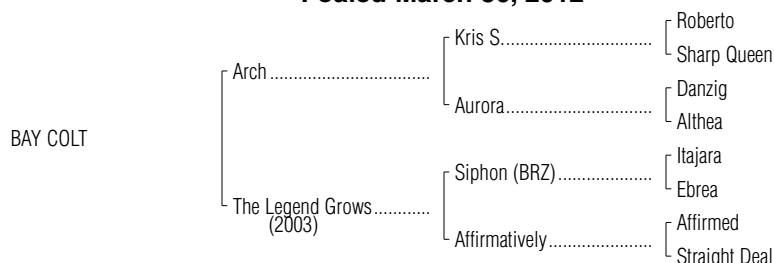 Foaled March 2012
Roberto
Kris S.
Sharp Queen
Arch
Danzig
Aurora
Althea
BAY COLT
Itajara
Siphon (BRZ)
Ebrea
The Legend Grows
(2003)
Affirmed
Affirmatively
Straight Deal